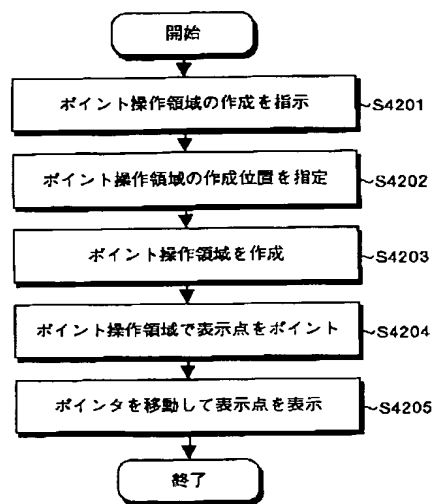 開始
ポイント操作領域の作成を指示
S4201
ポイント操作領域の作成位置を指定
S4202
ポイント操作領域を作成
S4203
ポイント操作領域で表示点をポイント
S4204
ポインタを移動して表示点を表示
S4205
終了